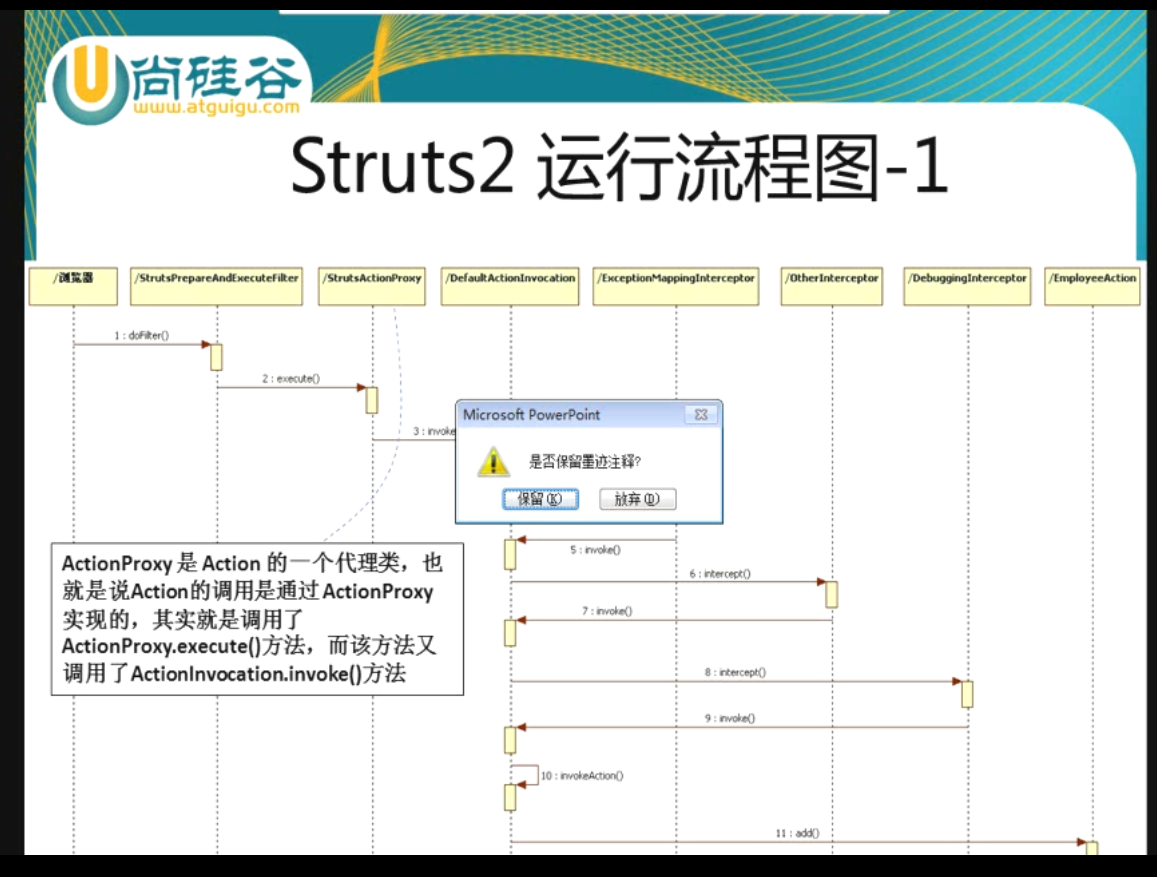 尚硅谷
www.atguigu.com
Struts2 运行流程图-1
/浏览器
/StrutsPrepareAndExecuteFilter
/StrutsActionProxy
/DefaultActionInvocation
/ExceptionMappingInterceptor
/OtherInterceptor
/DebuggingInterceptor
/EmployeeAction
1 : doFilter()
2 : execute()
3 : invoke
Microsoft PowerPoint
是否保留墨迹注释?
保留(K)
放弃(D)
5 : invoke()
6 : intercept()
7 : invoke()
8 : intercept()
9 : invoke()
10 : invokeAction()
11 : add()
ActionProxy 是 Action 的一个代理类，也
就是说Action的调用是通过 ActionProxy
实现的，其实就是调用了
ActionProxy.execute()方法，而该方法又
调用了ActionInvocation.invoke()方法